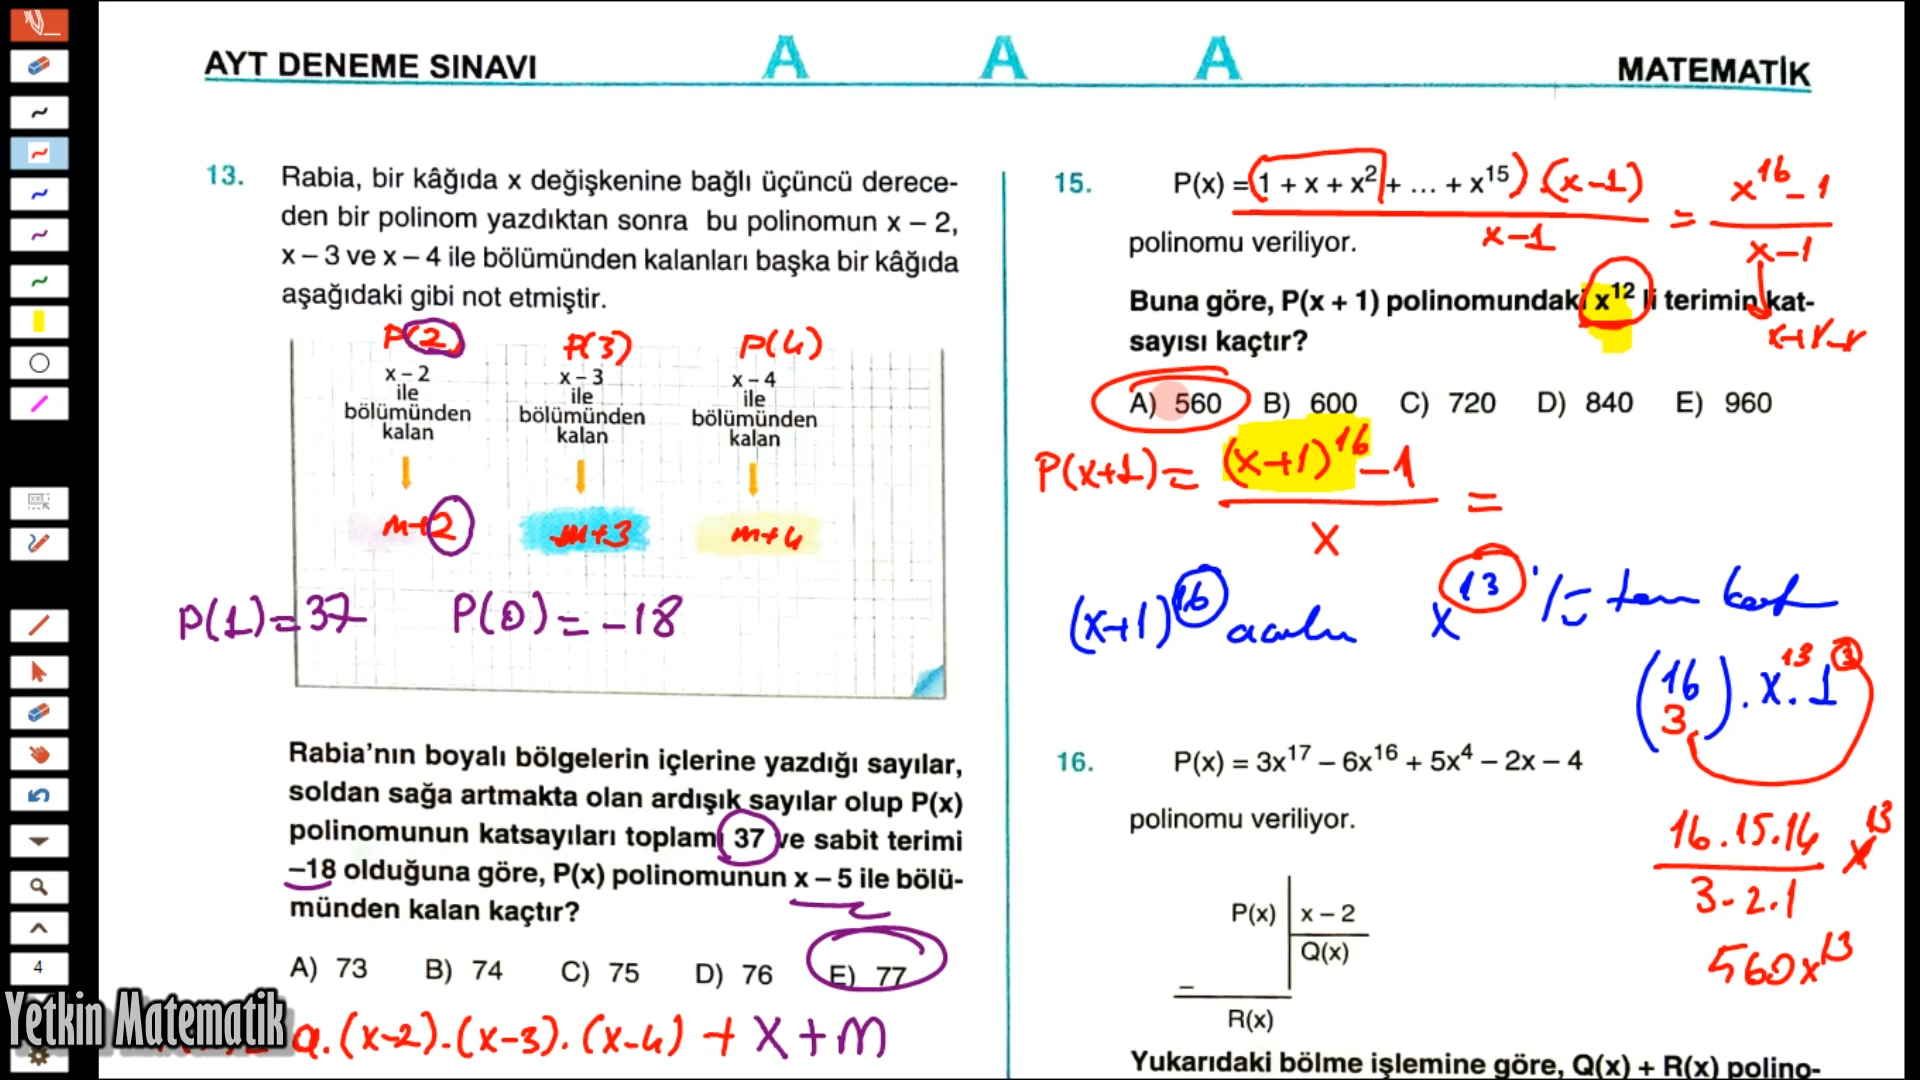 AYT DENEME SINAVI
A A A
MATEMATİK
13. Rabia, bir kâğıda x değişkenine bağlı üçüncü derece-
den bir polinom yazdıktan sonra bu polinomun x – 2,
x – 3 ve x – 4 ile bölümünden kalanları başka bir kâğıda
aşağıdaki gibi not etmiştir.
P(2) P(3) P(4)
x – 2 x – 3 x – 4
ile ile ile
bölümünden bölümünden bölümünden
kalan kalan kalan
m+2 m+3 m+4
P(1)=37 P(0)=-18
Rabia'nın boyalı bölgelerin içlerine yazdığı sayılar,
soldan sağa artmakta olan ardışık sayılar olup P(x)
polinomunun katsayıları toplamı 37 ve sabit terimi
–18 olduğuna göre, P(x) polinomunun x – 5 ile bölü-
münden kalan kaçtır?
A) 73 B) 74 C) 75 D) 76 E) 77
a.(x-2).(x-3).(x-4) + x+m
15. P(x) = (1 + x + x² + ... + x¹⁵).(x-1) = x¹⁶-1
x-1 x-1
polinomu veriliyor.
Buna göre, P(x + 1) polinomundaki x¹² li terimin kat-
sayısı kaçtır?
A) 560 B) 600 C) 720 D) 840 E) 960
P(x+1) = (x+1)¹⁶ -1 =
x
(x+1)¹⁶ x¹³
(16 3) . x¹³. 1³
16.15.14 x¹³
3.2.1
560x¹³
16. P(x) = 3x¹⁷ – 6x¹⁶ + 5x⁴ – 2x – 4
polinomu veriliyor.
P(x) x – 2
Q(x)
–
R(x)
Yukarıdaki bölme işlemine göre, Q(x) + R(x) polino-
4
Yetkin Matematik